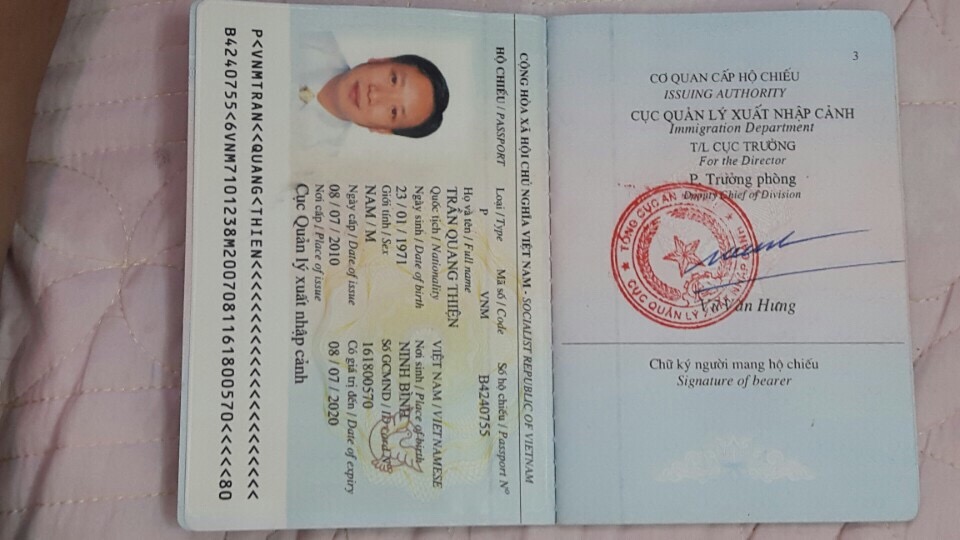 3
CƠ QUAN CẤP HỘ CHIẾU
ISSUING AUTHORITY
CỤC QUẢN LÝ XUẤT NHẬP CẢNH
Immigration Department
T/L CỤC TRƯỞNG
For the Director
P. Trưởng phòng
Deputy Chief of Division
TỔNG CỤC AN
CỤC QUẢN LÝ
Vũ Văn Hưng
Chữ ký người mang hộ chiếu
Signature of bearer
CỘNG HÒA XÃ HỘI CHỦ NGHĨA VIỆT NAM - SOCIALIST REPUBLIC OF VIETNAM
HỘ CHIẾU / PASSPORT Loại / Type Mã số / Code Số hộ chiếu / Passport Nº
P VNM B4240755
Họ và tên / Full name
TRẦN QUANG THIỆN
Quốc tịch / Nationality VIỆT NAM / VIETNAMESE
Ngày sinh / Date of birth Nơi sinh / Place of birth
23 / 01 / 1971 NINH BÌNH
Giới tính / Sex Số GCMND / ID card Nº
NAM / M 161800570
Ngày cấp / Date of issue Có giá trị đến / Date of expiry
08 / 07 / 2010 08 / 07 / 2020
Nơi cấp / Place of issue
Cục Quản lý xuất nhập cảnh
P<VNMTRAN<<QUANG<THIEN<<<<<<<<<<<<<<<<<<<<<<
B4240755<6VNM7101238M2007081161800570<<<<<80